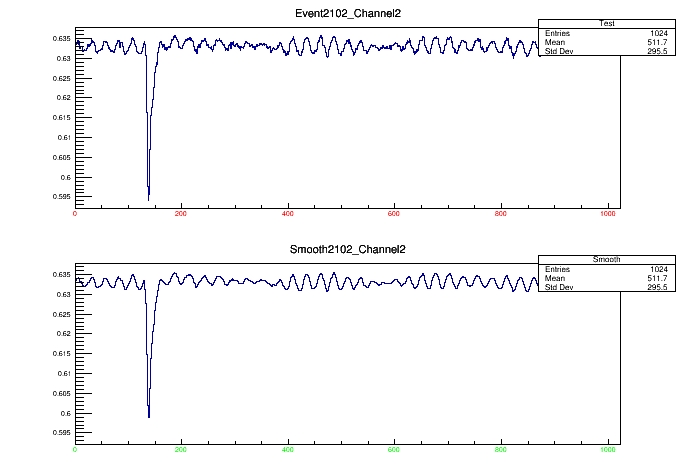 Event2102_Channel2
Test
Entries 1024
Mean 511.7
Std Dev 295.5
0.635
0.63
0.625
0.62
0.615
0.61
0.605
0.6
0.595
0 200 400 600 800 1000
Smooth2102_Channel2
Smooth
Entries 1024
Mean 511.7
Std Dev 295.5
0.635
0.63
0.625
0.62
0.615
0.61
0.605
0.6
0.595
0 200 400 600 800 1000